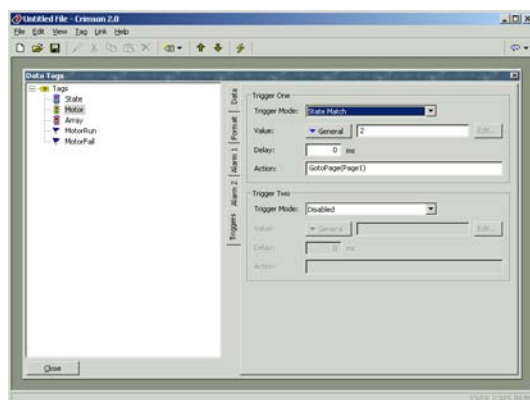 Untitled File - Crimson 2.0
File Edit View Tag Link Help
Data Tags
Tags
State
Motor
Array
MotorRun
MotorFail
Data
Format
Alarm 1
Alarm 2
Triggers
Trigger One
Trigger Mode: State Match
Value: General 2 Edit...
Delay: 0 ms
Action: GotoPage(Page1)
Trigger Two
Trigger Mode: Disabled
Value: General Edit...
Delay: 0 ms
Action:
Close